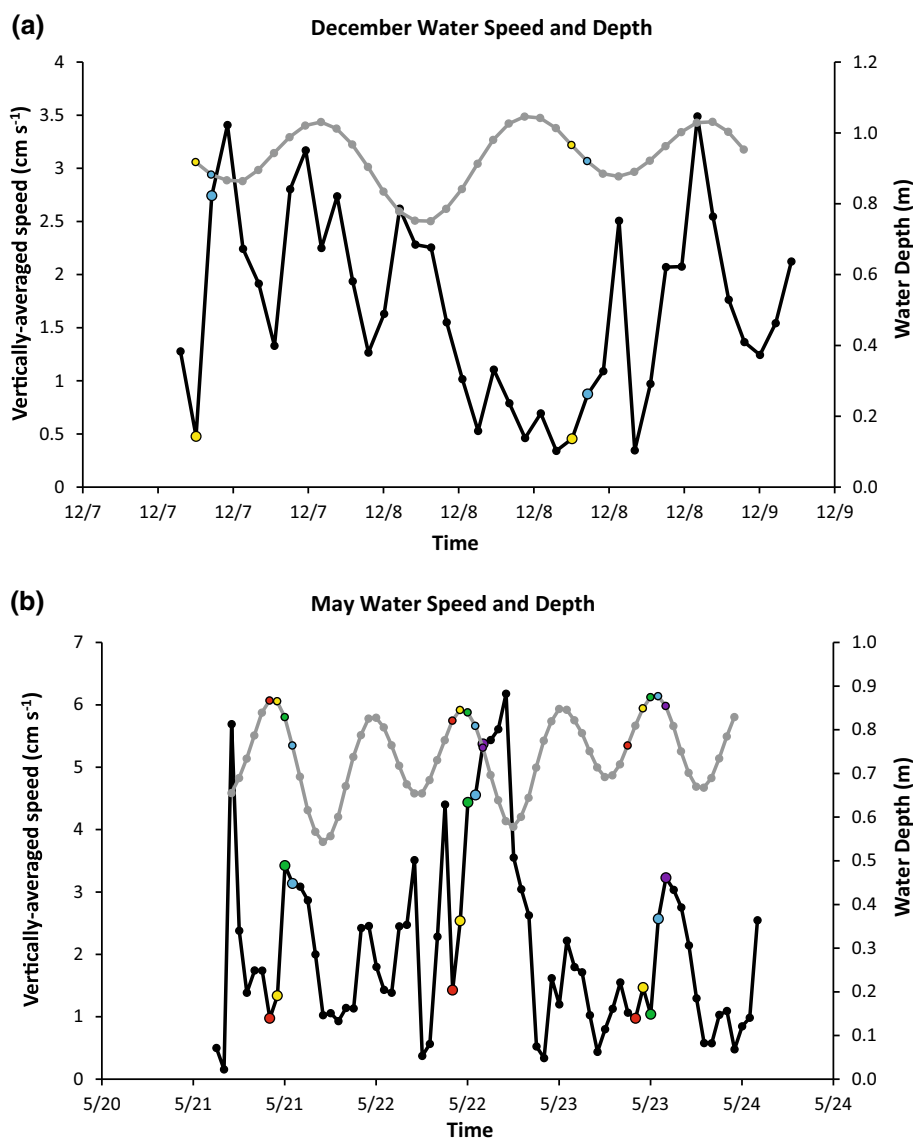 (a)
December Water Speed and Depth
4
3.5
3
2.5
2
1.5
1
0.5
0
Vertically-averaged speed (cm s⁻¹)
1.2
1.0
0.8
0.6
0.4
0.2
0.0
Water Depth (m)
12/7 12/7 12/7 12/7 12/8 12/8 12/8 12/8 12/8 12/9 12/9
Time
(b)
May Water Speed and Depth
7
6
5
4
3
2
1
0
Vertically-averaged speed (cm s⁻¹)
1.0
0.9
0.8
0.7
0.6
0.5
0.4
0.3
0.2
0.1
0.0
Water Depth (m)
5/20 5/21 5/21 5/22 5/22 5/23 5/23 5/24 5/24
Time